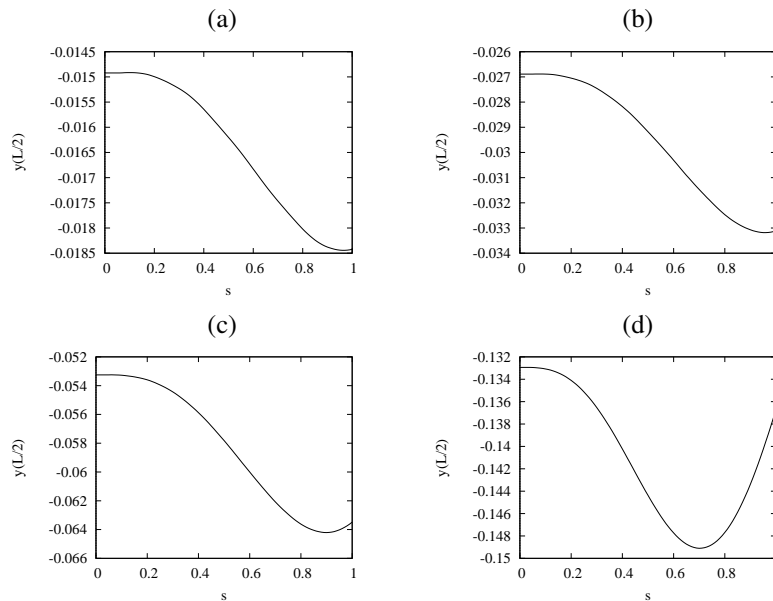 (a)
-0.0145
-0.015
-0.0155
-0.016
-0.0165
-0.017
-0.0175
-0.018
-0.0185
y(L/2)
0 0.2 0.4 0.6 0.8 1
s
(b)
-0.026
-0.027
-0.028
-0.029
-0.03
-0.031
-0.032
-0.033
-0.034
y(L/2)
0 0.2 0.4 0.6 0.8
s
(c)
-0.052
-0.054
-0.056
-0.058
-0.06
-0.062
-0.064
-0.066
y(L/2)
0 0.2 0.4 0.6 0.8 1
s
(d)
-0.132
-0.134
-0.136
-0.138
-0.14
-0.142
-0.144
-0.146
-0.148
-0.15
y(L/2)
0 0.2 0.4 0.6 0.8
s